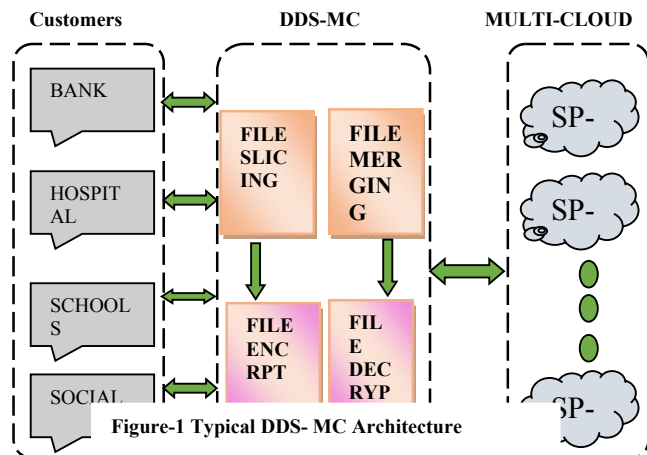 Customers
DDS-MC
MULTI-CLOUD
BANK
HOSPIT
AL
SCHOOL
S
SOCIAL
FILE
SLIC
ING
FILE
MER
GIN
G
FILE
ENC
RPT
FIL
E
DEC
RYP
SP-
SP-
SP-
Figure-1 Typical DDS- MC Architecture